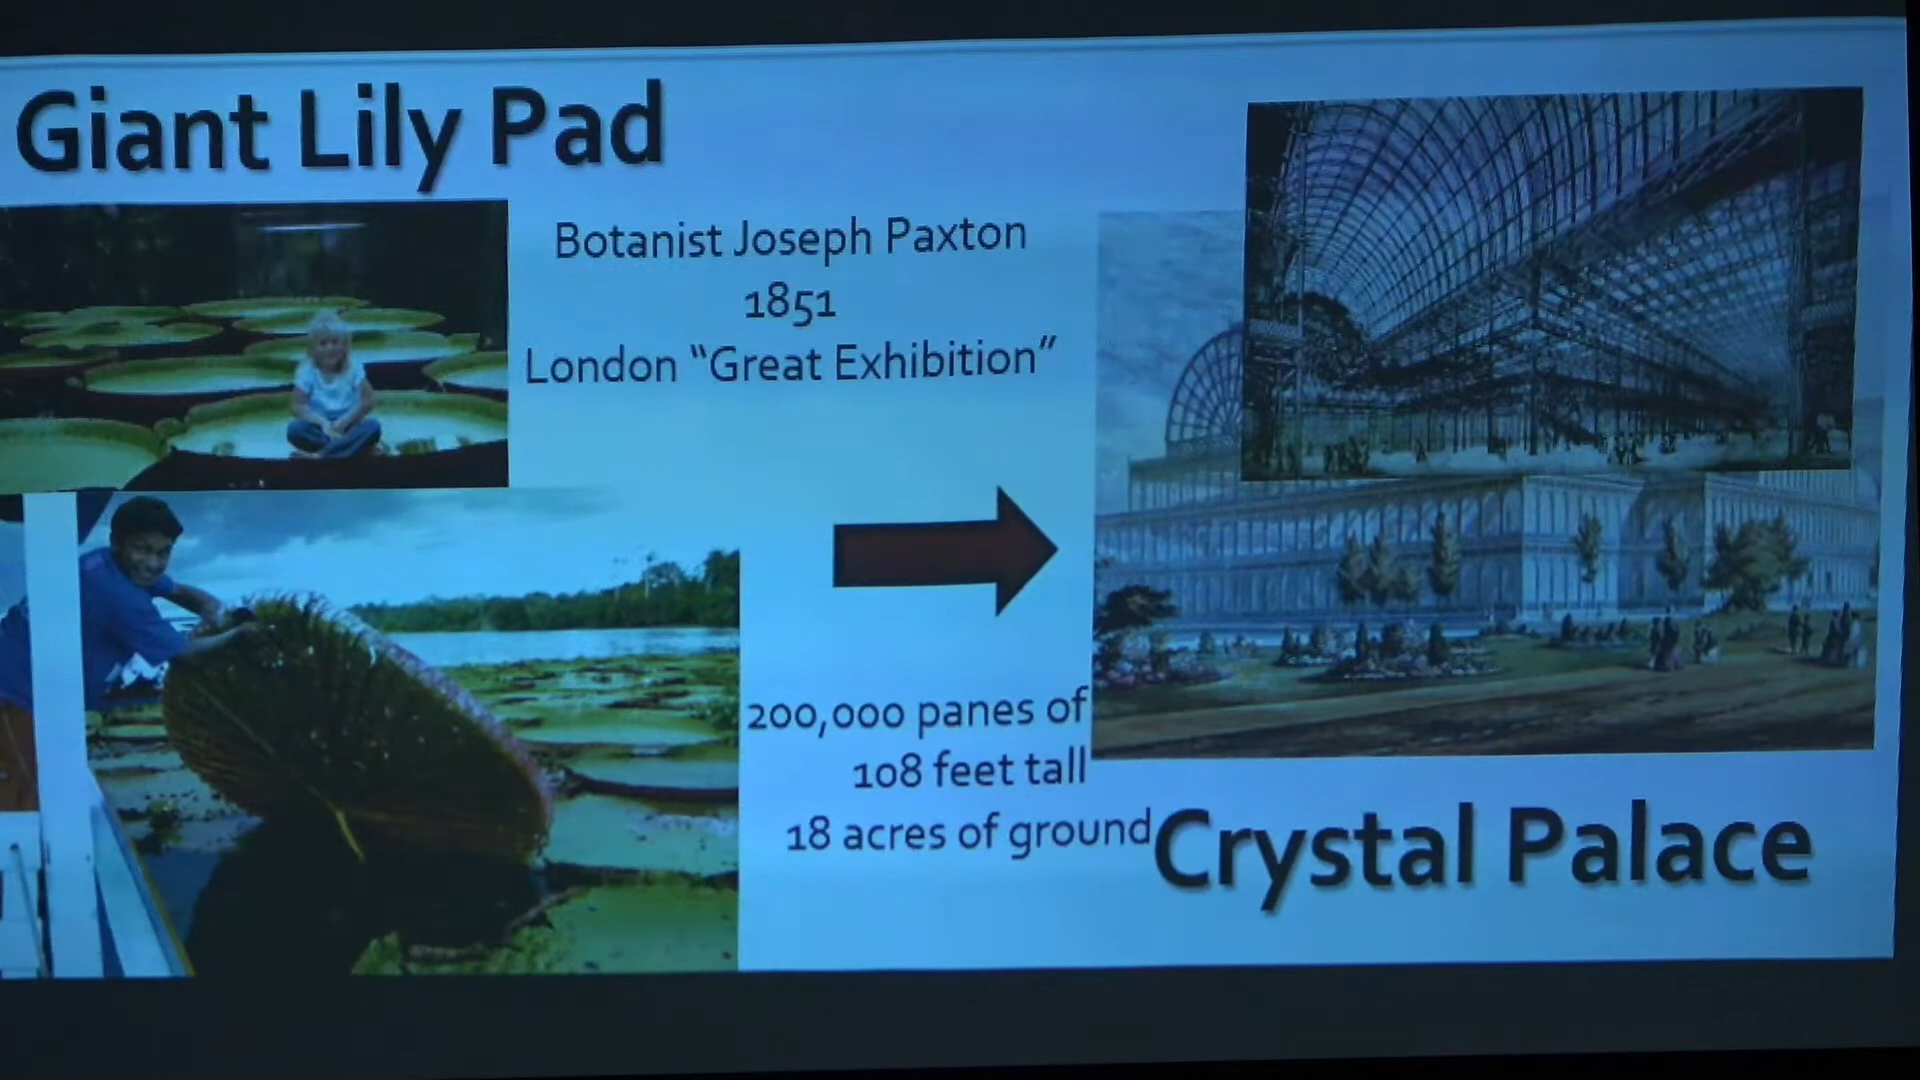 Giant Lily Pad
Botanist Joseph Paxton
1851
London “Great Exhibition”
200,000 panes of
108 feet tall
18 acres of ground
Crystal Palace